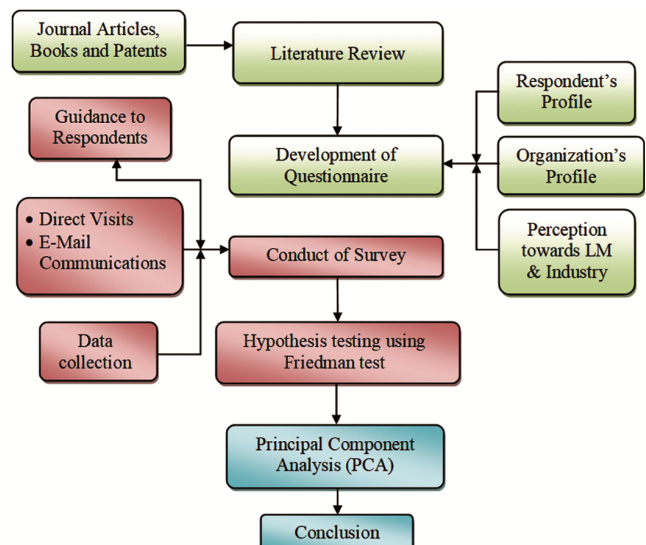 Journal Articles,
Books and Patents
Literature Review
Respondent's
Profile
Guidance to
Respondents
Development of
Questionnaire
Organization's
Profile
• Direct Visits
• E-Mail
Communications
Perception
towards LM
& Industry
Conduct of Survey
Data
collection
Hypothesis testing using
Friedman test
Principal Component
Analysis (PCA)
Conclusion